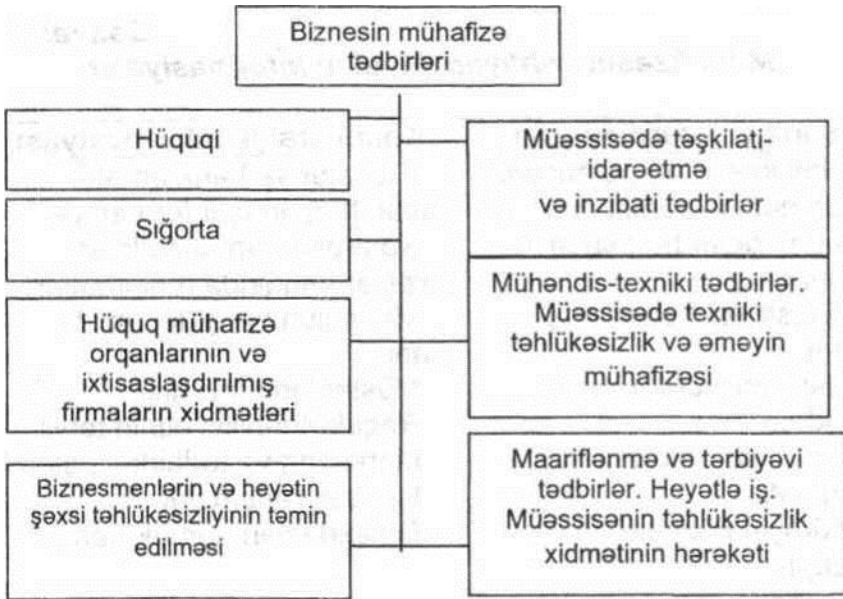 Biznesin mühafizə
tədbirləri
Hüquqi
Sığorta
Hüquq mühafizə
orqanlarının və
ixtisaslaşdırılmış
firmaların xidmətləri
Biznesmenlərin və heyətin
şəxsi təhlükəsizliyinin təmin
edilməsi
Müəssisədə təşkilati-
idarəetmə
və inzibati tədbirlər
Mühəndis-texniki tədbirlər.
Müəssisədə texniki
təhlükəsizlik və əməyin
mühafizəsi
Maariflənmə və tərbiyəvi
tədbirlər. Heyətlə iş.
Müəssisənin təhlükəsizlik
xidmətinin hərəkəti